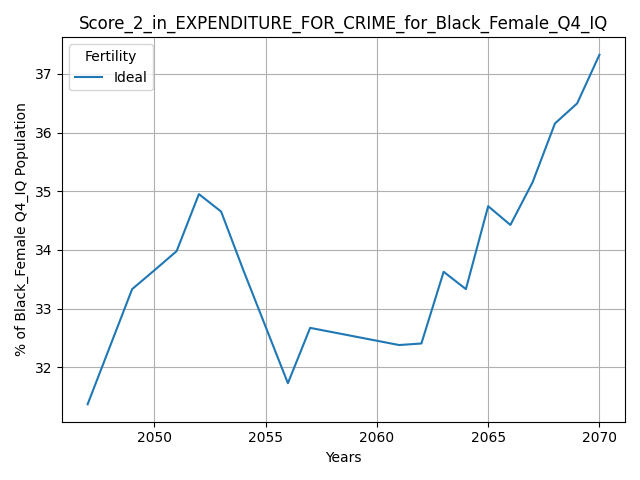 Score_2_in_EXPENDITURE_FOR_CRIME_for_Black_Female_Q4_IQ
Fertility
Ideal
% of Black_Female Q4_IQ Population
37
36
35
34
33
32
2050 2055 2060 2065 2070
Years